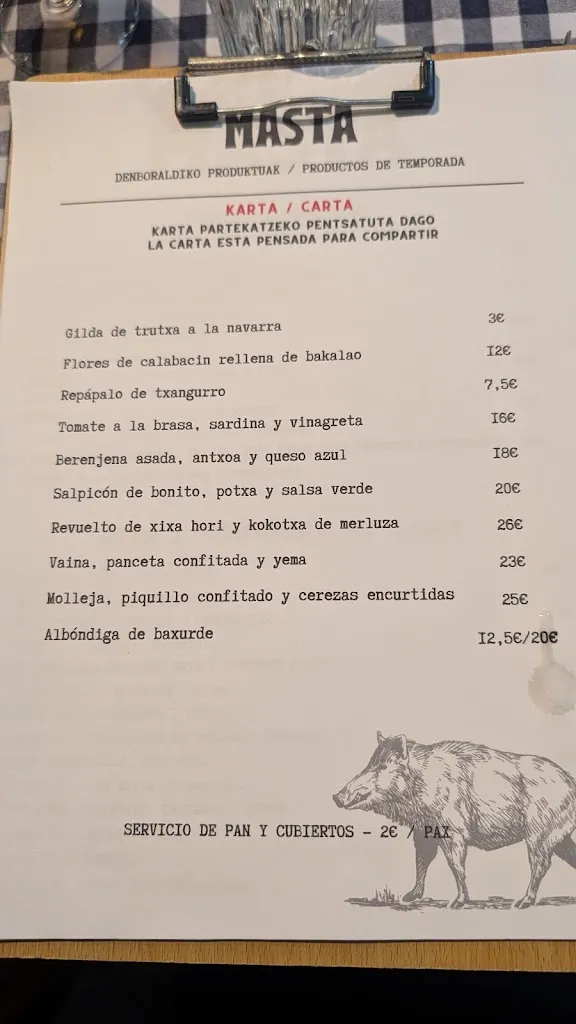 MASTA
DENBORALDIKO PRODUKTUAK / PRODUCTOS DE TEMPORADA
KARTA / CARTA
KARTA PARTEKATZEKO PENTSATUTA DAGO
LA CARTA ESTA PENSADA PARA COMPARTIR
Gilda de trutxa a la navarra 3€
Flores de calabacin rellena de bakalao 12€
Repápalo de txangurro 7,5€
Tomate a la brasa, sardina y vinagreta 16€
Berenjena asada, antxoa y queso azul 18€
Salpicón de bonito, potxa y salsa verde 20€
Revuelto de xixa hori y kokotxa de merluza 26€
Vaina, panceta confitada y yema 23€
Molleja, piquillo confitado y cerezas encurtidas 25€
Albóndiga de baxurde 12,5€/20€
SERVICIO DE PAN Y CUBIERTOS – 2€ / PAX